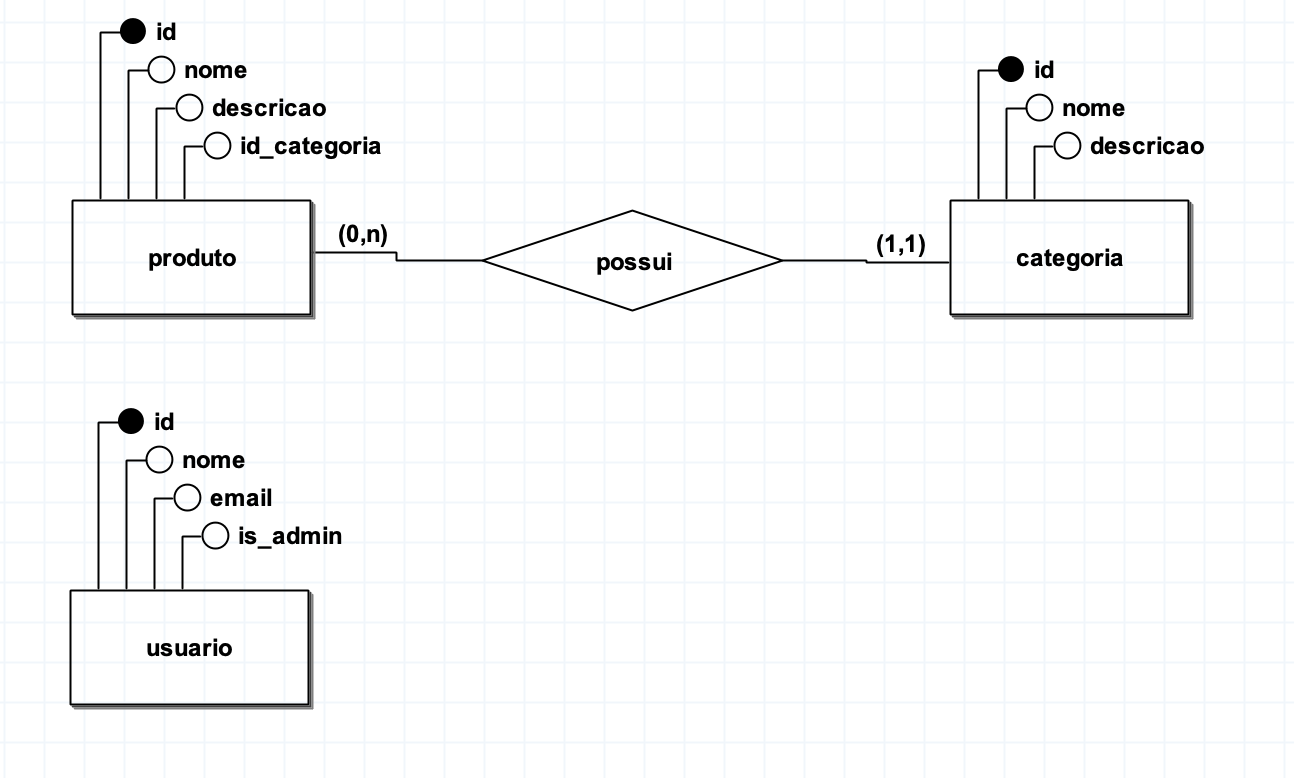 id
nome
descricao
id_categoria
produto
(0,n)
possui
(1,1)
id
nome
descricao
categoria
id
nome
email
is_admin
usuario